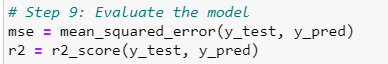 # Step 9: Evaluate the model
mse = mean_squared_error(y_test, y_pred)
r2 = r2_score(y_test, y_pred)